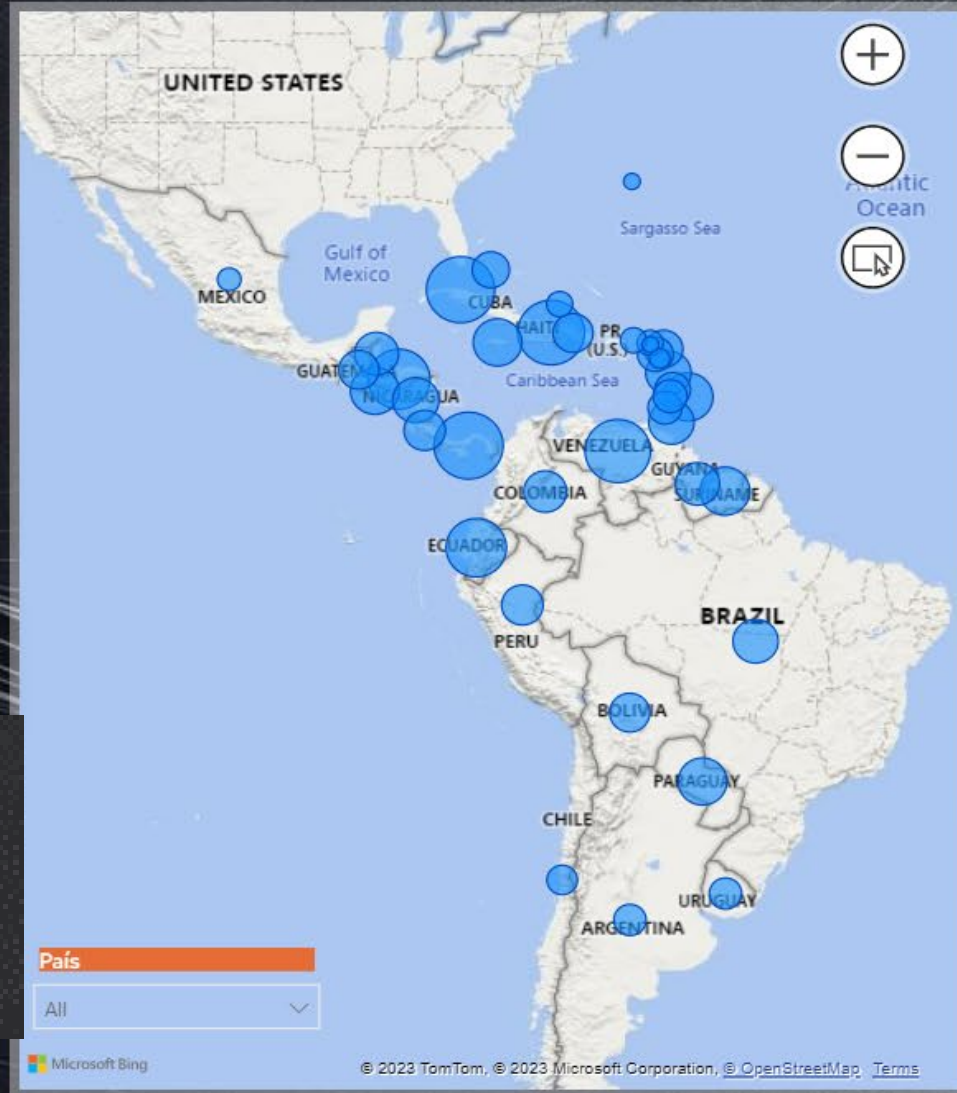 UNITED STATES
Atlantic
Ocean
Sargasso Sea
Gulf of
Mexico
MEXICO
CUBA
HAITI
PR
(U.S.)
GUATEMALA
Caribbean Sea
NICARAGUA
VENEZUELA
GUYANA
COLOMBIA
SURINAME
ECUADOR
BRAZIL
PERU
BOLIVIA
PARAGUAY
CHILE
URUGUAY
ARGENTINA
País
All
Microsoft Bing
© 2023 TomTom, © 2023 Microsoft Corporation, © OpenStreetMap Terms